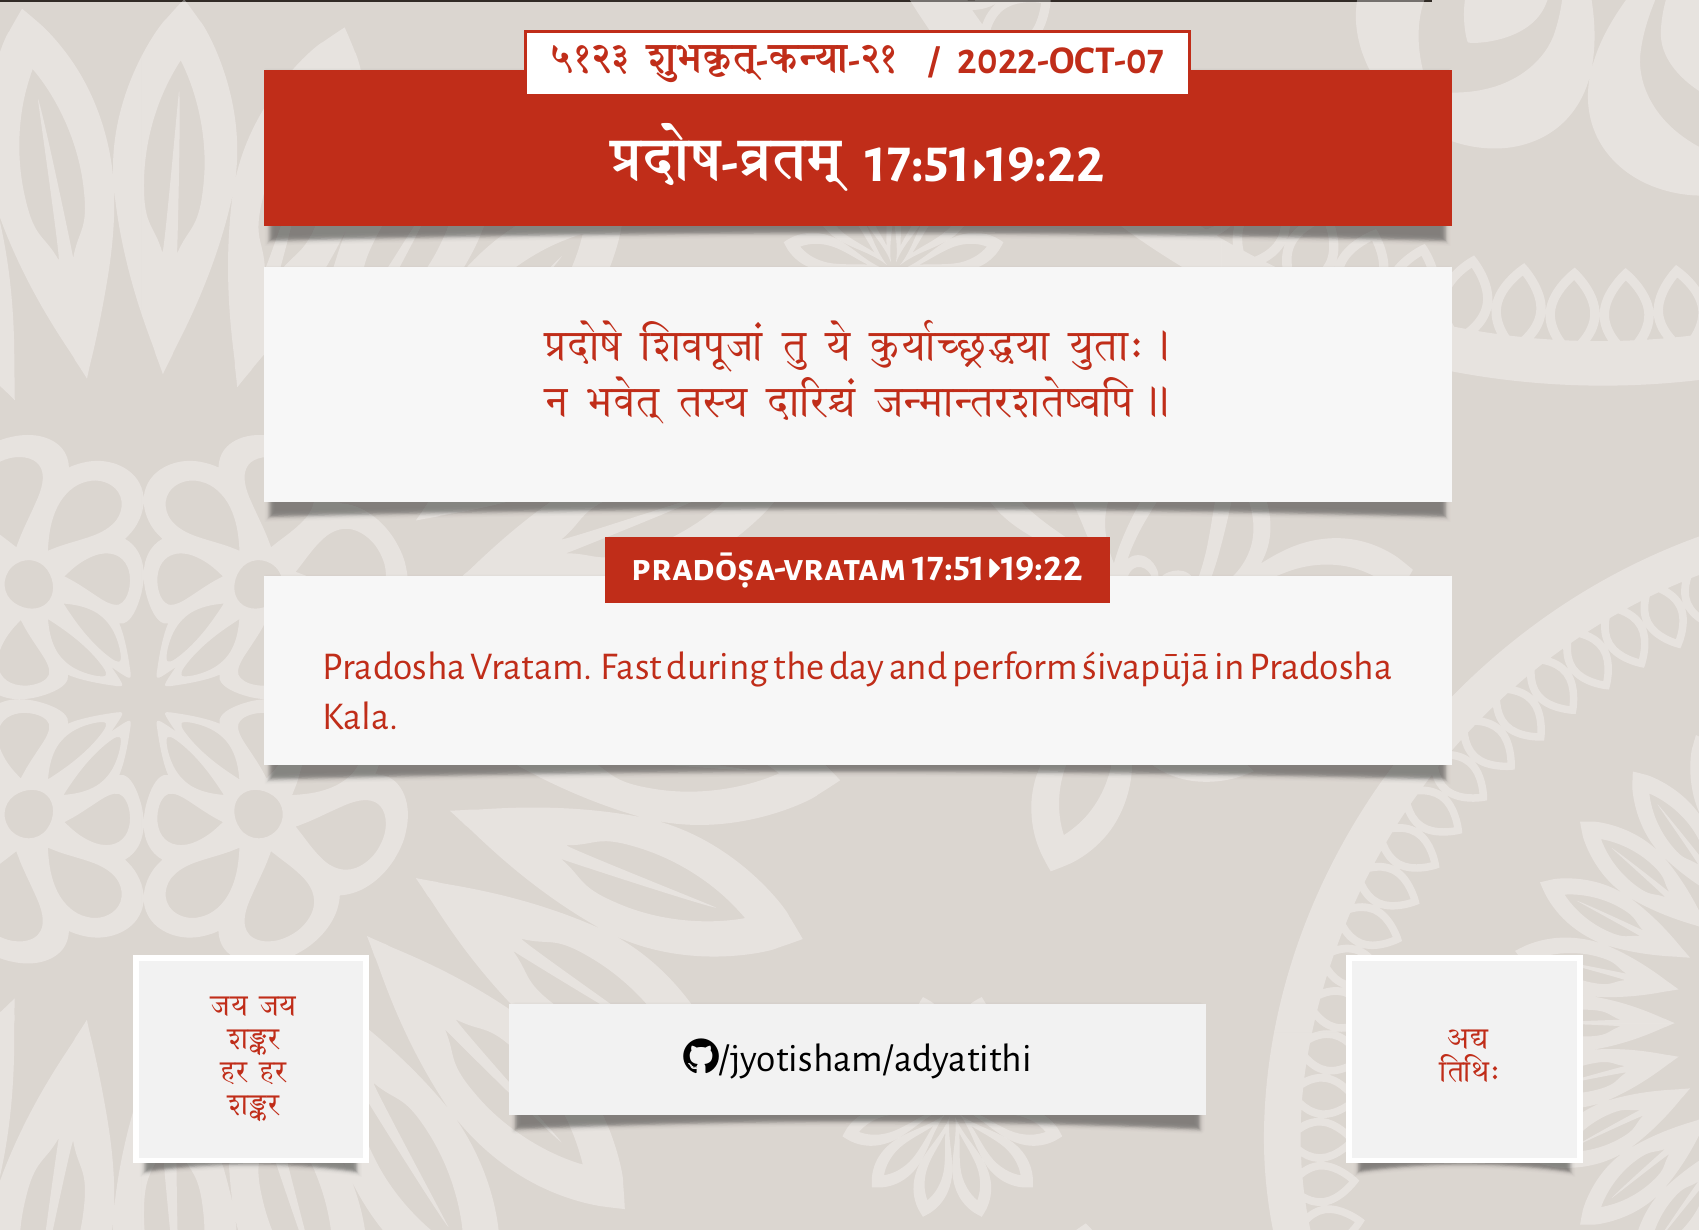 ५१२३ शुभकृत्-कन्या-२१ / 2022-OCT-07
प्रदोष-व्रतम् 17:51▸19:22
प्रदोषे शिवपूजां तु ये कुर्याच्छ्रद्धया युताः ।
न भवेत् तस्य दारिद्र्यं जन्मान्तरशतेष्वपि ॥
PRADŌṢA-VRATAM 17:51▸19:22
Pradosha Vratam. Fast during the day and perform śivapūjā in Pradosha
Kala.
जय जय
शङ्कर
हर हर
शङ्कर
/jyotisham/adyatithi
अद्य
तिथिः